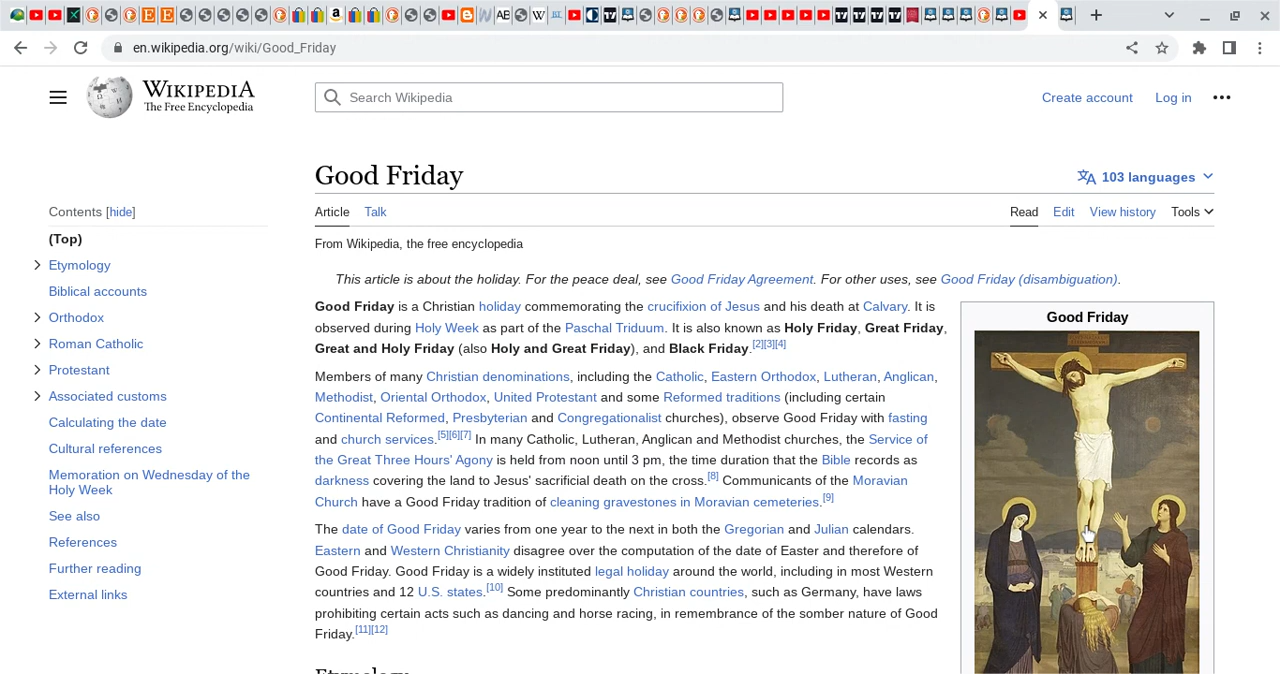 en.wikipedia.org/wiki/Good_Friday
WIKIPEDIA
The Free Encyclopedia
Search Wikipedia
Create account
Log in
Good Friday
103 languages
Contents [hide]
Article
Talk
Read
Edit
View history
Tools
(Top)
Etymology
Biblical accounts
Orthodox
Roman Catholic
Protestant
Associated customs
Calculating the date
Cultural references
Memoration on Wednesday of the
Holy Week
See also
References
Further reading
External links
From Wikipedia, the free encyclopedia
This article is about the holiday. For the peace deal, see Good Friday Agreement. For other uses, see Good Friday (disambiguation).
Good Friday is a Christian holiday commemorating the crucifixion of Jesus and his death at Calvary. It is
observed during Holy Week as part of the Paschal Triduum. It is also known as Holy Friday, Great Friday,
Great and Holy Friday (also Holy and Great Friday), and Black Friday.[2][3][4]
Members of many Christian denominations, including the Catholic, Eastern Orthodox, Lutheran, Anglican,
Methodist, Oriental Orthodox, United Protestant and some Reformed traditions (including certain
Continental Reformed, Presbyterian and Congregationalist churches), observe Good Friday with fasting
and church services.[5][6][7] In many Catholic, Lutheran, Anglican and Methodist churches, the Service of
the Great Three Hours' Agony is held from noon until 3 pm, the time duration that the Bible records as
darkness covering the land to Jesus' sacrificial death on the cross.[8] Communicants of the Moravian
Church have a Good Friday tradition of cleaning gravestones in Moravian cemeteries.[9]
The date of Good Friday varies from one year to the next in both the Gregorian and Julian calendars.
Eastern and Western Christianity disagree over the computation of the date of Easter and therefore of
Good Friday. Good Friday is a widely instituted legal holiday around the world, including in most Western
countries and 12 U.S. states.[10] Some predominantly Christian countries, such as Germany, have laws
prohibiting certain acts such as dancing and horse racing, in remembrance of the somber nature of Good
Friday.[11][12]
Etymology
Good Friday